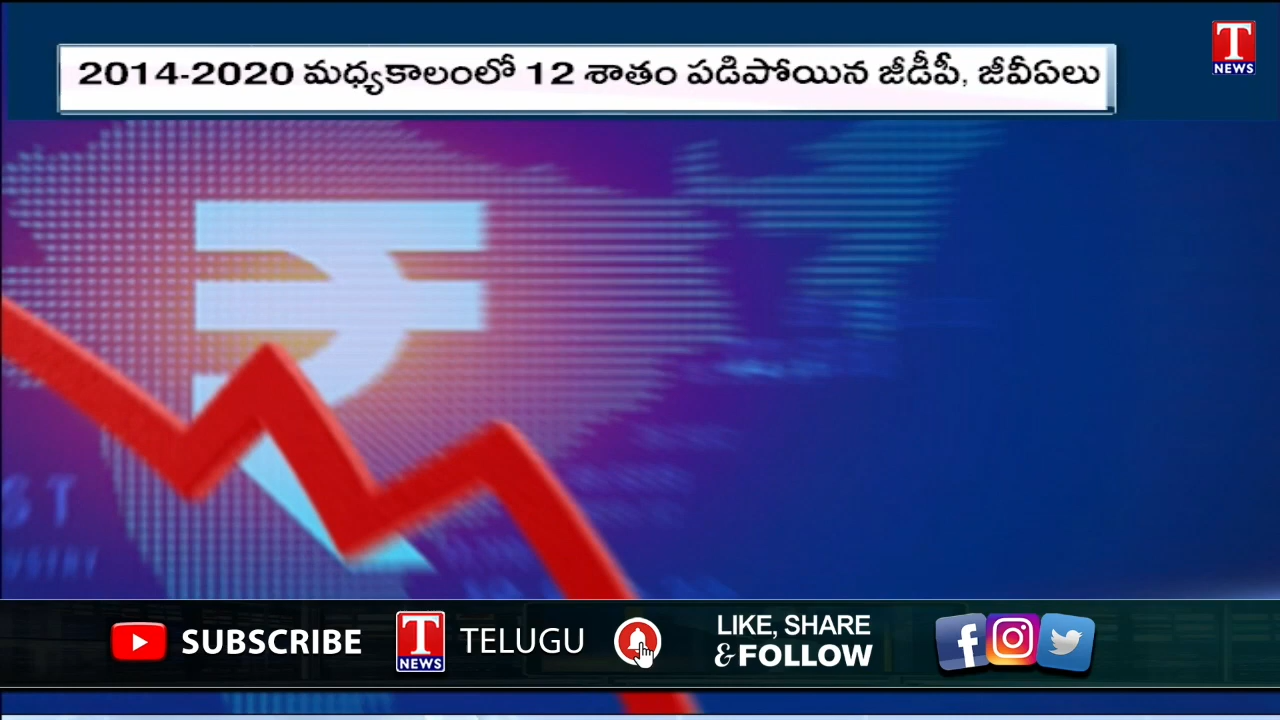 2014-2020 మధ్యకాలంలో 12 శాతం పడిపోయిన జీడీపీ, జీవీఏలు
T
NEWS
SUBSCRIBE
T
NEWS
TELUGU
LIKE, SHARE
& FOLLOW